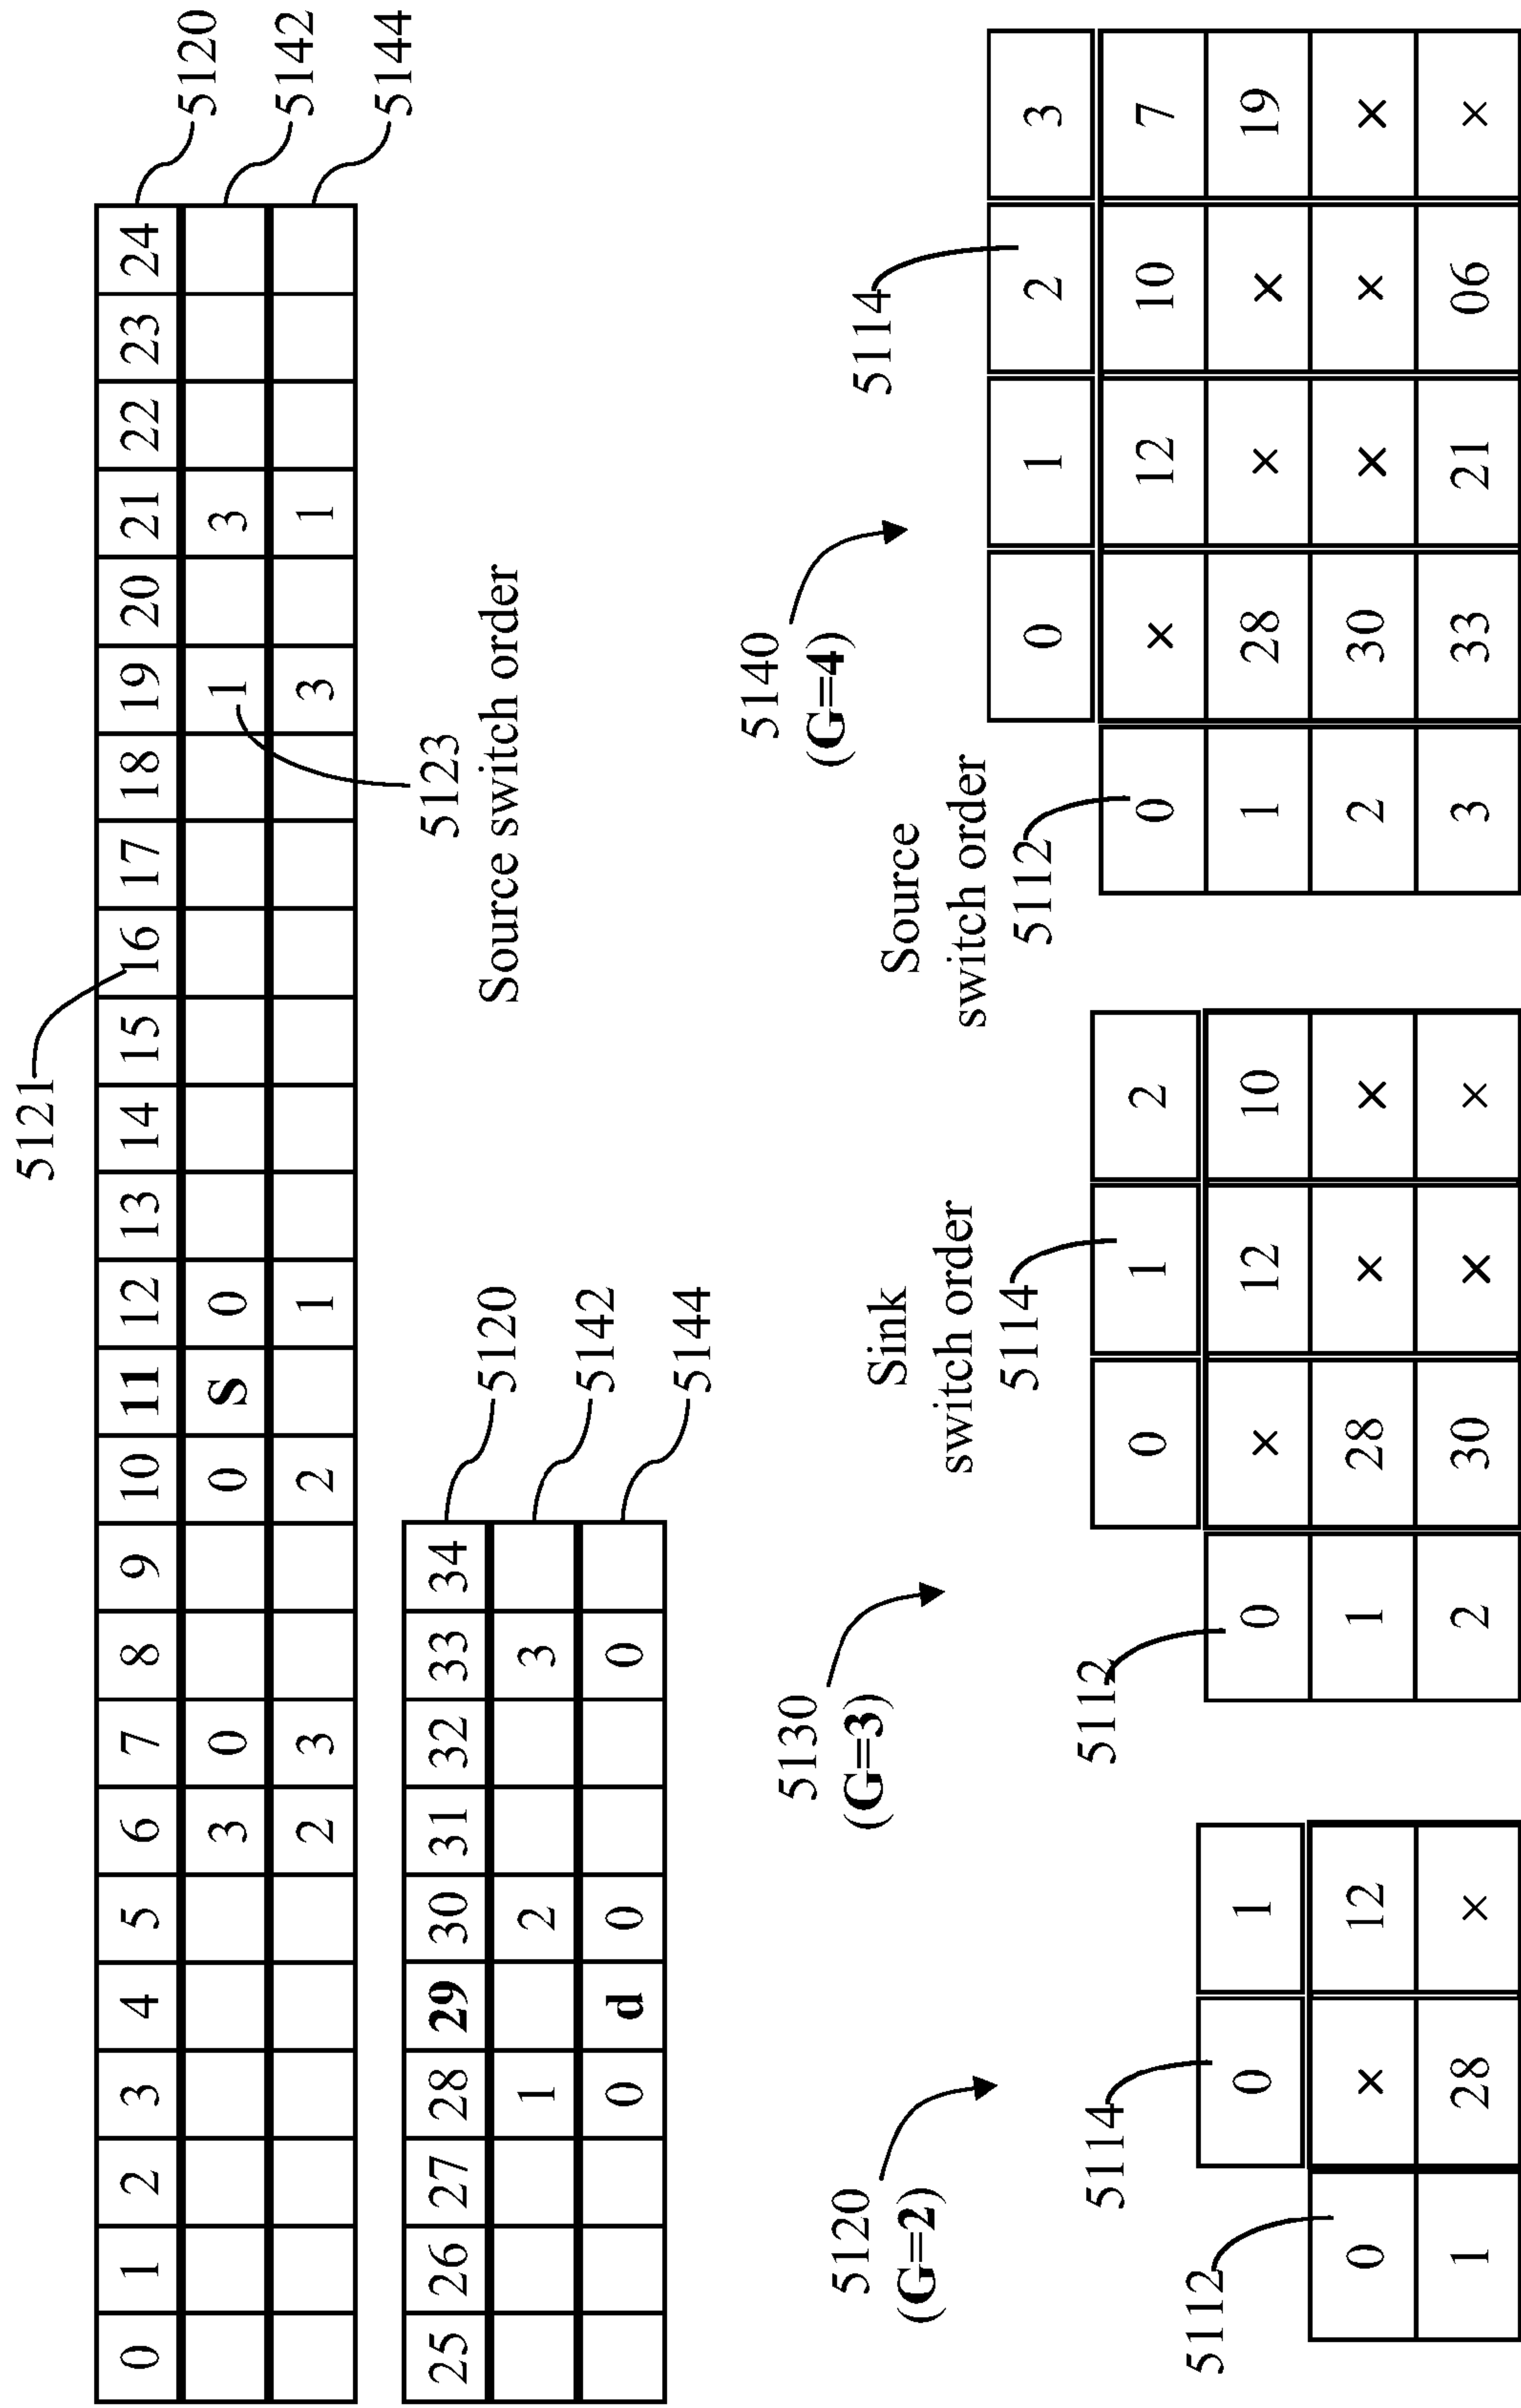 5121
0 1 2 3 4 5 6 7 8 9 10 11 12 13 14 15 16 17 18 19 20 21 22 23 24
5120
3 0 0 S 0 1 3
5142
2 3 2 1 3 1
5144
5123
Source switch order
25 26 27 28 29 30 31 32 33 34
5120
1 2 3
5142
0 d 0 0
5144
5120
(G=2)
5114
5112
0 1
0 × 12
1 28 ×
5130
(G=3)
Sink
switch order
5114
5112
0 1 2
0 × 12 10
1 28 × ×
2 30 × ×
5140
(G=4)
5114
Source
switch order
5112
0 1 2 3
0 × 12 10 7
1 28 × × 19
2 30 × × ×
3 33 21 06 ×